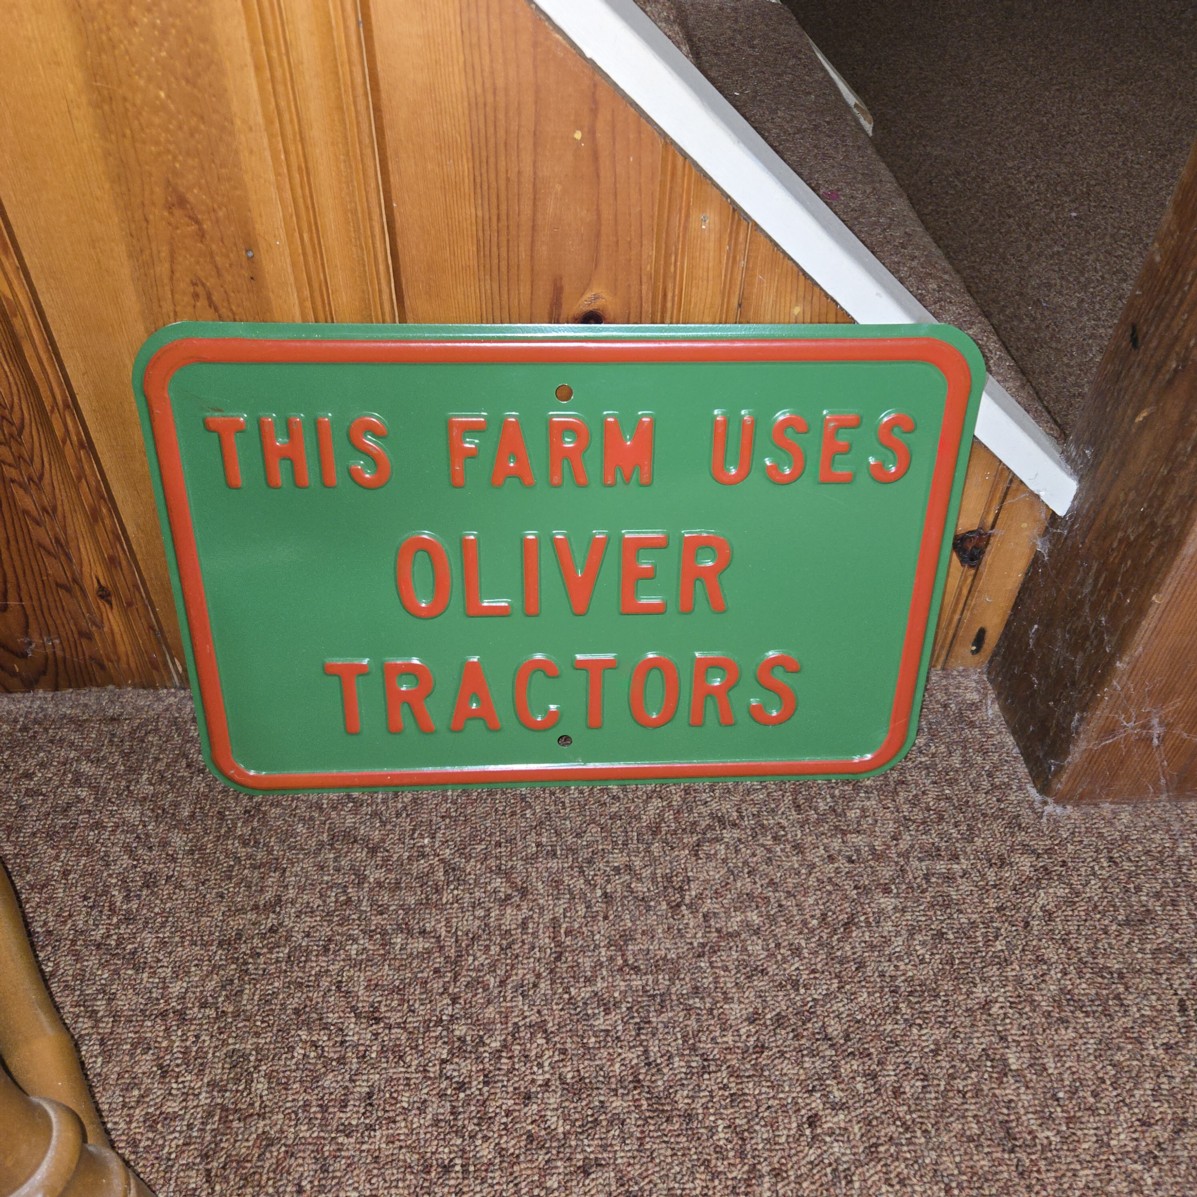 THIS FARM USES
OLIVER
TRACTORS